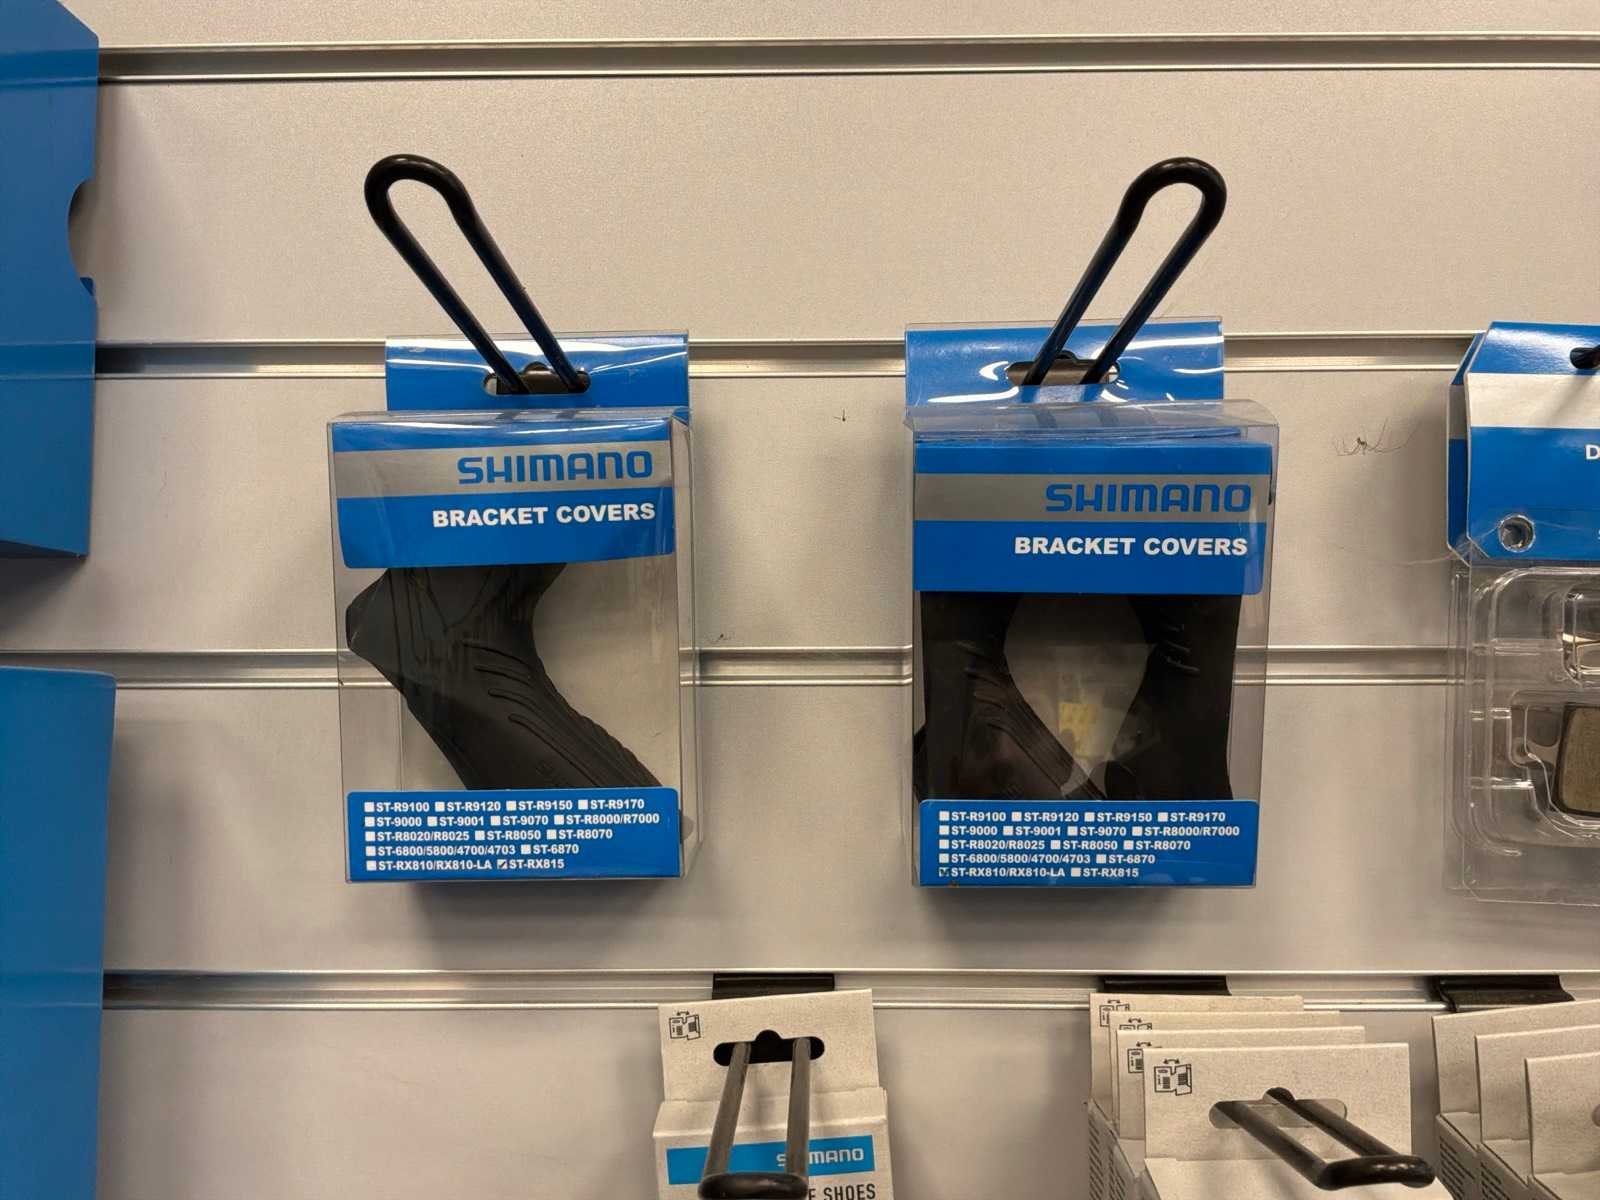 SHIMANO
BRACKET COVERS
ST-R9100 ST-R9120 ST-R9150 ST-R9170
ST-9000 ST-9001 ST-9070 ST-R8000/R7000
ST-R8020/R8025 ST-R8050 ST-R8070
ST-6800/5800/4700/4703 ST-6870
ST-RX810/RX810-LA ST-RX815
SHIMANO
BRACKET COVERS
ST-R9100 ST-R9120 ST-R9150 ST-R9170
ST-9000 ST-9001 ST-9070 ST-R8000/R7000
ST-R8020/R8025 ST-R8050 ST-R8070
ST-6800/5800/4700/4703 ST-6870
ST-RX810/RX810-LA ST-RX815
D
SHIMANO
SHOES